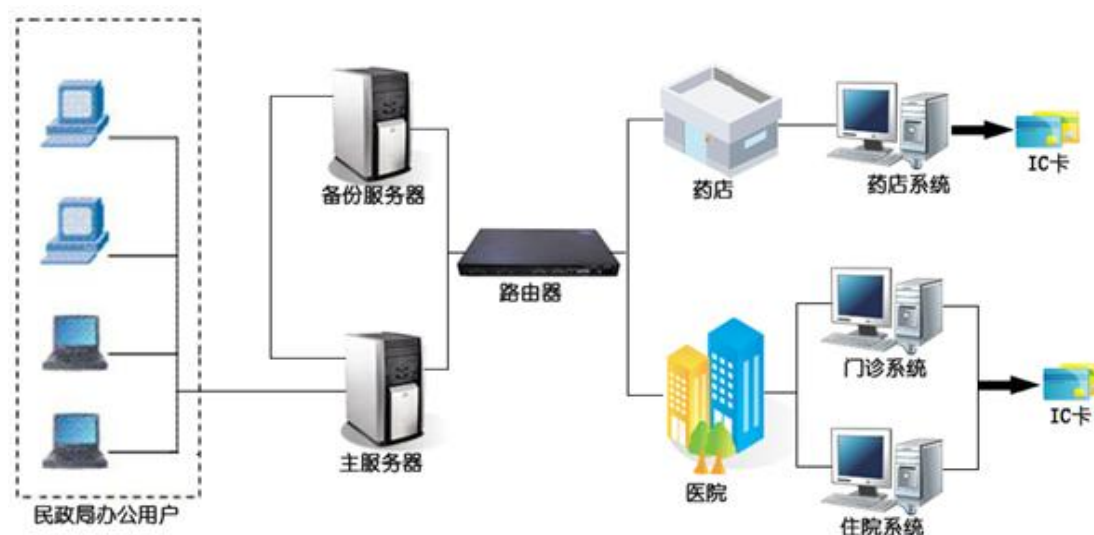 备份服务器
药店
药店系统
IC卡
路由器
门诊系统
主服务器
医院
IC卡
民政局办公用户
住院系统